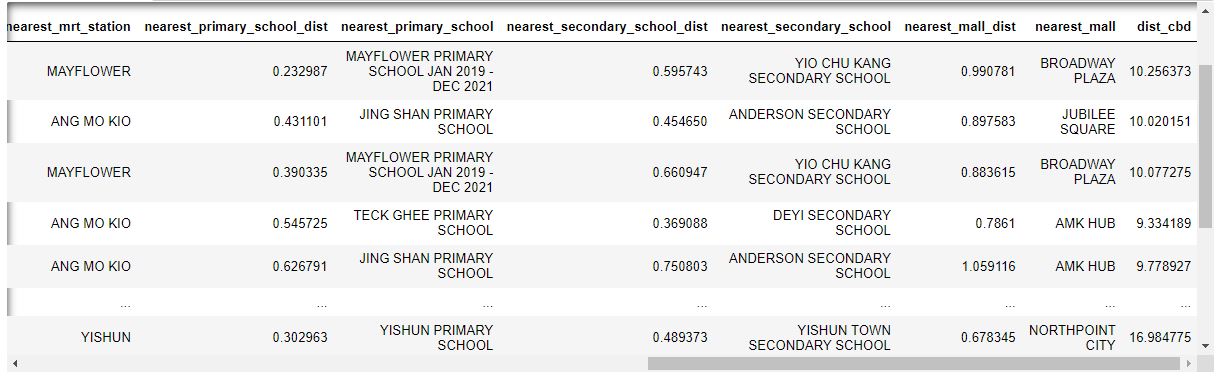 nearest_mrt_station nearest_primary_school_dist nearest_primary_school nearest_secondary_school_dist nearest_secondary_school nearest_mall_dist nearest_mall dist_cbd
MAYFLOWER 0.232987 MAYFLOWER PRIMARY SCHOOL JAN 2019 - DEC 2021 0.595743 YIO CHU KANG SECONDARY SCHOOL 0.990781 BROADWAY PLAZA 10.256373
ANG MO KIO 0.431101 JING SHAN PRIMARY SCHOOL 0.454650 ANDERSON SECONDARY SCHOOL 0.897583 JUBILEE SQUARE 10.020151
MAYFLOWER 0.390335 MAYFLOWER PRIMARY SCHOOL JAN 2019 - DEC 2021 0.660947 YIO CHU KANG SECONDARY SCHOOL 0.883615 BROADWAY PLAZA 10.077275
ANG MO KIO 0.545725 TECK GHEE PRIMARY SCHOOL 0.369088 DEYI SECONDARY SCHOOL 0.7861 AMK HUB 9.334189
ANG MO KIO 0.626791 JING SHAN PRIMARY SCHOOL 0.750803 ANDERSON SECONDARY SCHOOL 1.059116 AMK HUB 9.778927
... ... ... ... ... ... ... ...
YISHUN 0.302963 YISHUN PRIMARY SCHOOL 0.489373 YISHUN TOWN SECONDARY SCHOOL 0.678345 NORTHPOINT CITY 16.984775